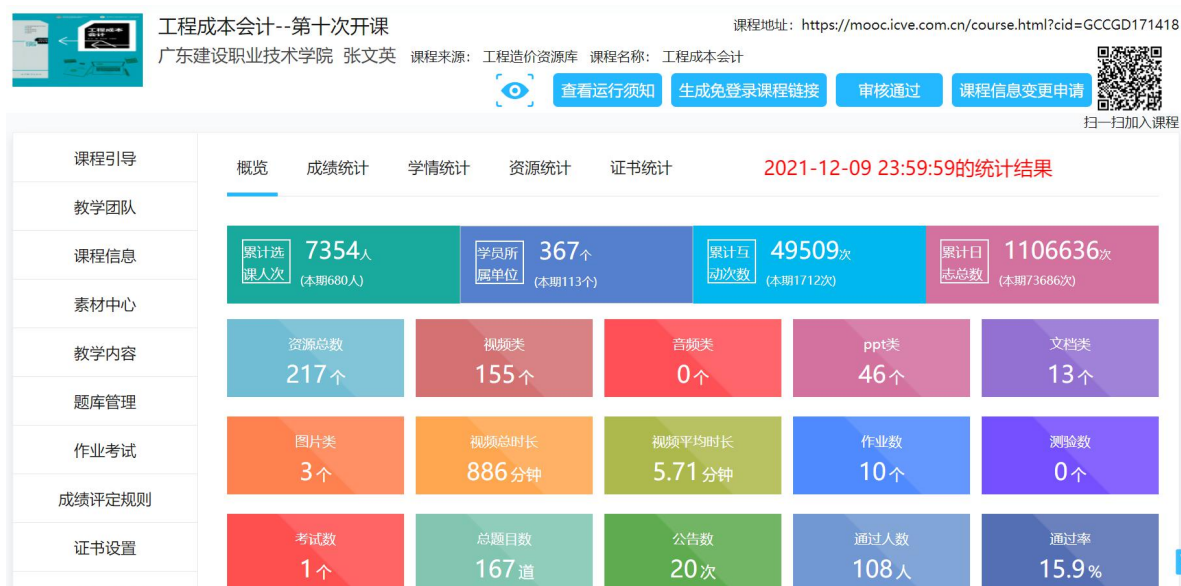 工程成本会计--第十次开课
课程地址：https://mooc.icve.com.cn/course.html?cid=GCCGD171418
广东建设职业技术学院 张文英 课程来源：工程造价资源库 课程名称：工程成本会计
查看运行须知 生成免登录课程链接 审核通过 课程信息变更申请
扫一扫加入课程
课程引导
教学团队
课程信息
素材中心
教学内容
题库管理
作业考试
成绩评定规则
证书设置
概览 成绩统计 学情统计 资源统计 证书统计 2021-12-09 23:59:59的统计结果
累计选课人次 7354人
(本期680人)
学员所属单位 367个
(本期113个)
累计互动次数 49509次
(本期1712次)
累计日志总数 1106636次
(本期73686次)
资源总数 视频类 音频类 ppt类 文档类
217个 155个 0个 46个 13个
图片类 视频总时长 视频平均时长 作业数 测验数
3个 886分钟 5.71分钟 10个 0个
考试数 总题目数 公告数 通过人数 通过率
1个 167道 20次 108人 15.9%